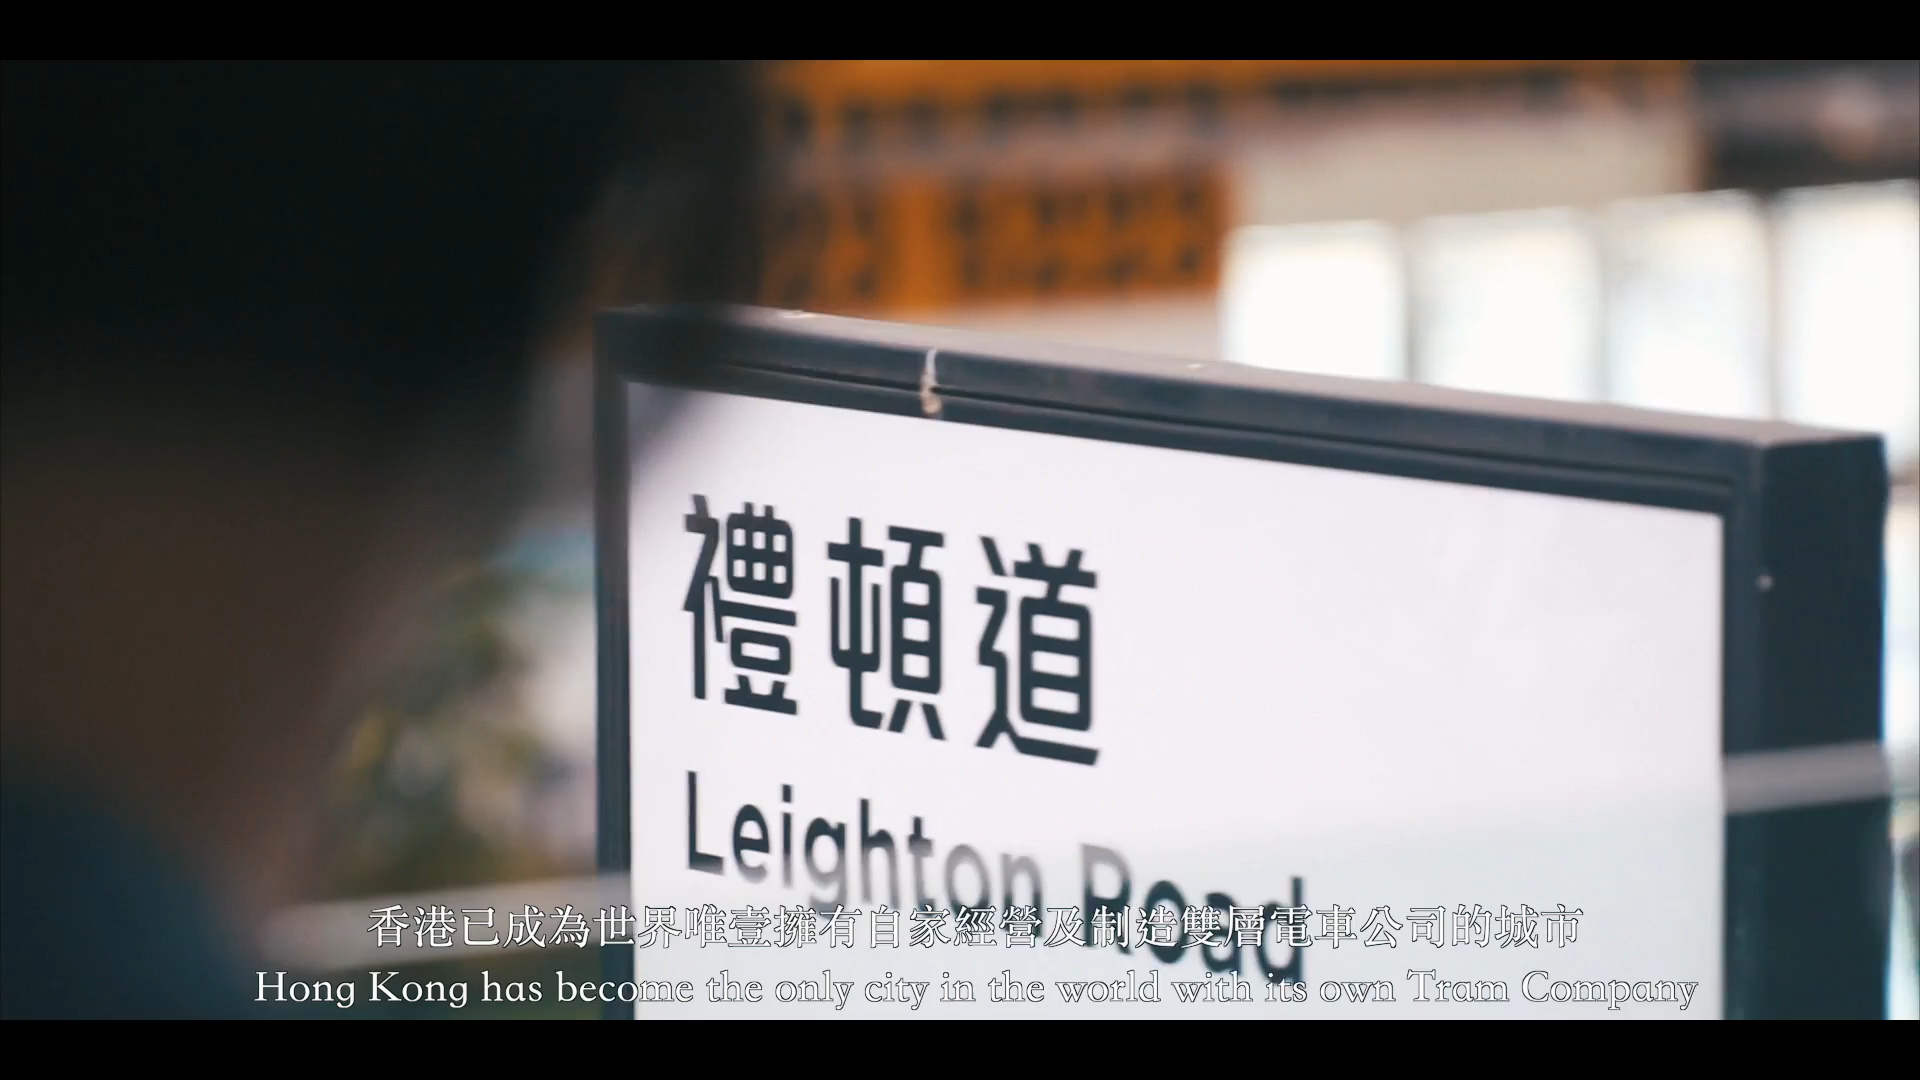 禮頓道
Leighton Road
香港已成為世界唯壹擁有自家經營及制造雙層電車公司的城市
Hong Kong has become the only city in the world with its own Tram Company